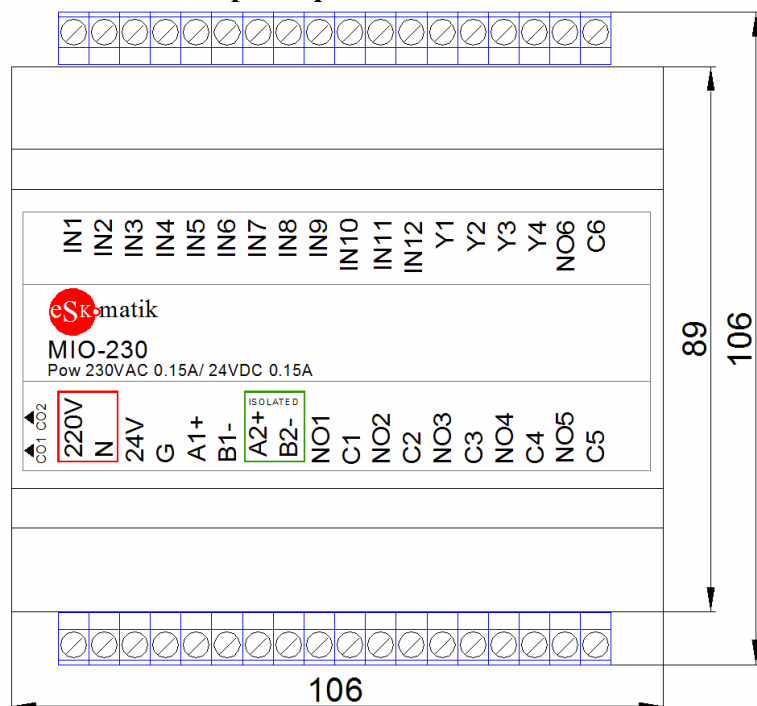 IN1 IN2 IN3 IN4 IN5 IN6 IN7 IN8 IN9 IN10 IN11 IN12 Y1 Y2 Y3 Y4 NO6 C6
eSK matik
MIO-230
Pow 230VAC 0.15A/ 24VDC 0.15A
ISOLATED
CO1 CO2 220V N 24V G A1+ B1- A2+ B2- NO1 C1 NO2 C2 NO3 C3 NO4 C4 NO5 C5
89
106
106